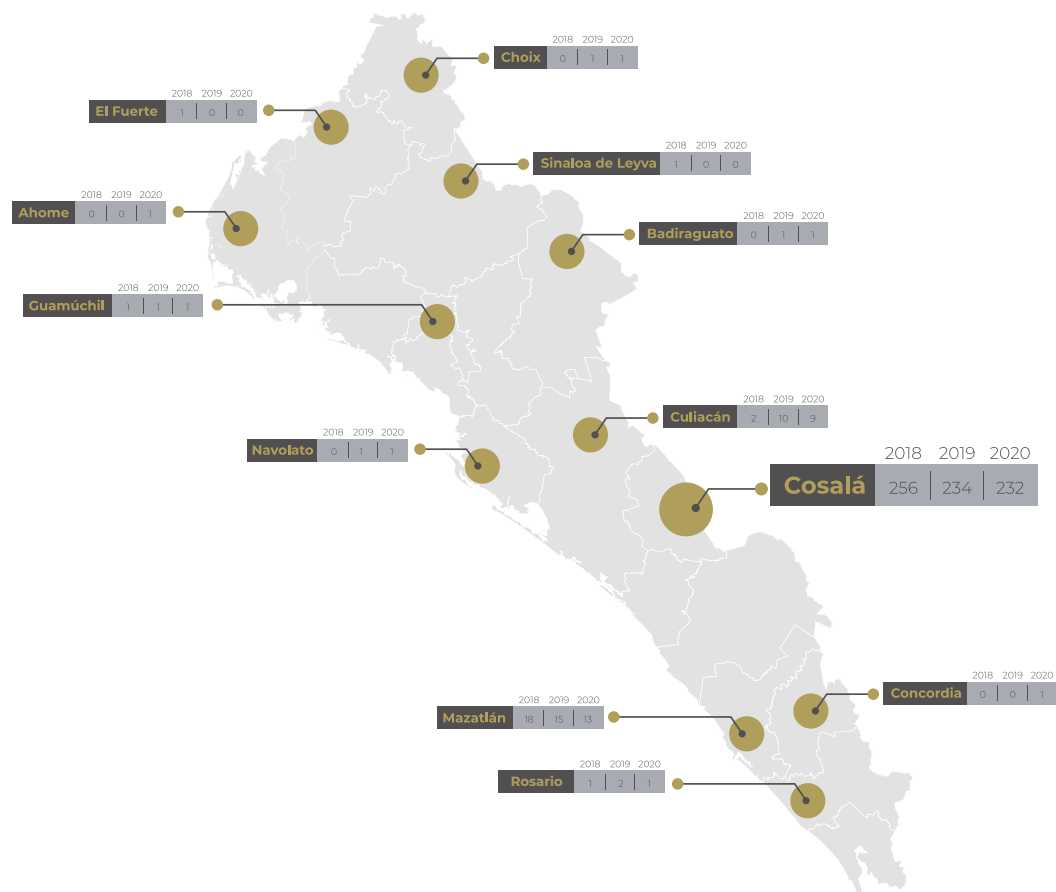 2018 2019 2020
Choix 0 1 1
2018 2019 2020
El Fuerte 1 0 0
2018 2019 2020
Sinaloa de Leyva 1 0 0
2018 2019 2020
Ahome 0 0 1
2018 2019 2020
Badiraguato 0 1 1
2018 2019 2020
Guamúchil 1 1 1
2018 2019 2020
Culiacán 2 10 9
2018 2019 2020
Navolato 0 1 1
2018 2019 2020
Cosalá 256 234 232
2018 2019 2020
Concordia 0 0 1
2018 2019 2020
Mazatlán 18 15 13
2018 2019 2020
Rosario 1 2 1